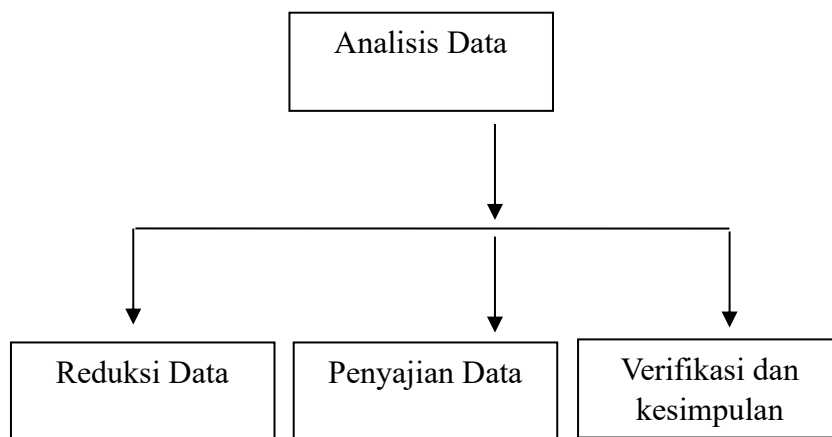 Analisis Data
Reduksi Data
Penyajian Data
Verifikasi dan
kesimpulan